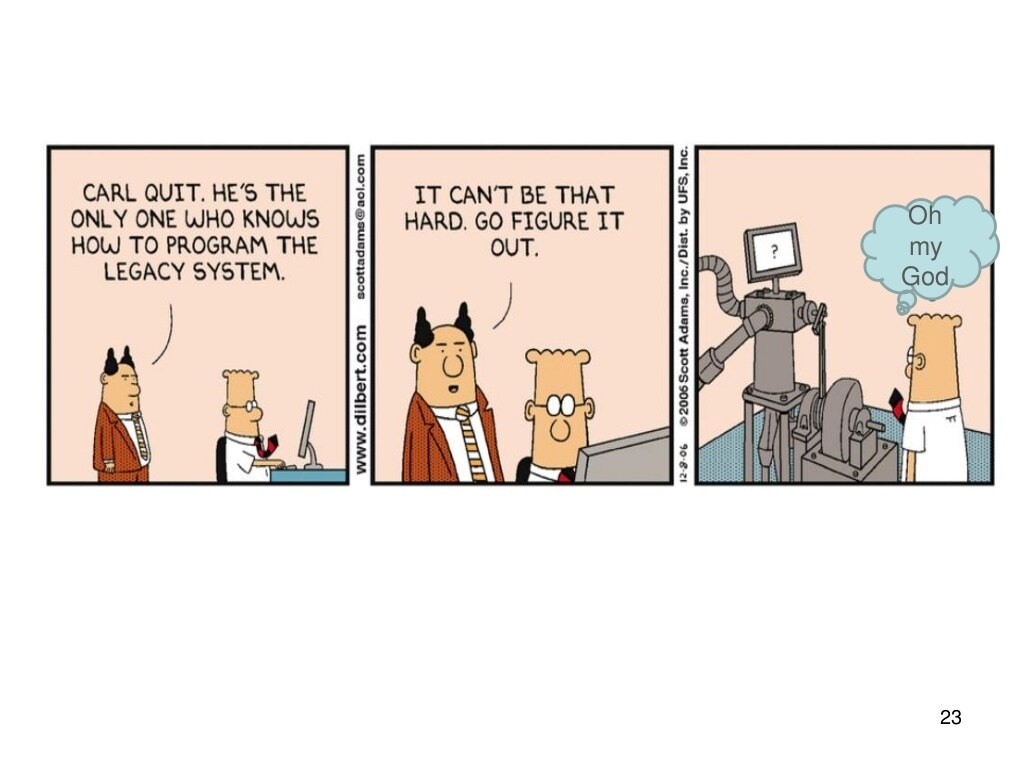 CARL QUIT. HE'S THE
ONLY ONE WHO KNOWS
HOW TO PROGRAM THE
LEGACY SYSTEM.
www.dilbert.com scottadams@aol.com
IT CAN'T BE THAT
HARD. GO FIGURE IT
OUT.
12-8-06 ©2006 Scott Adams, Inc./Dist. by UFS, Inc.
?
Oh
my
God
23